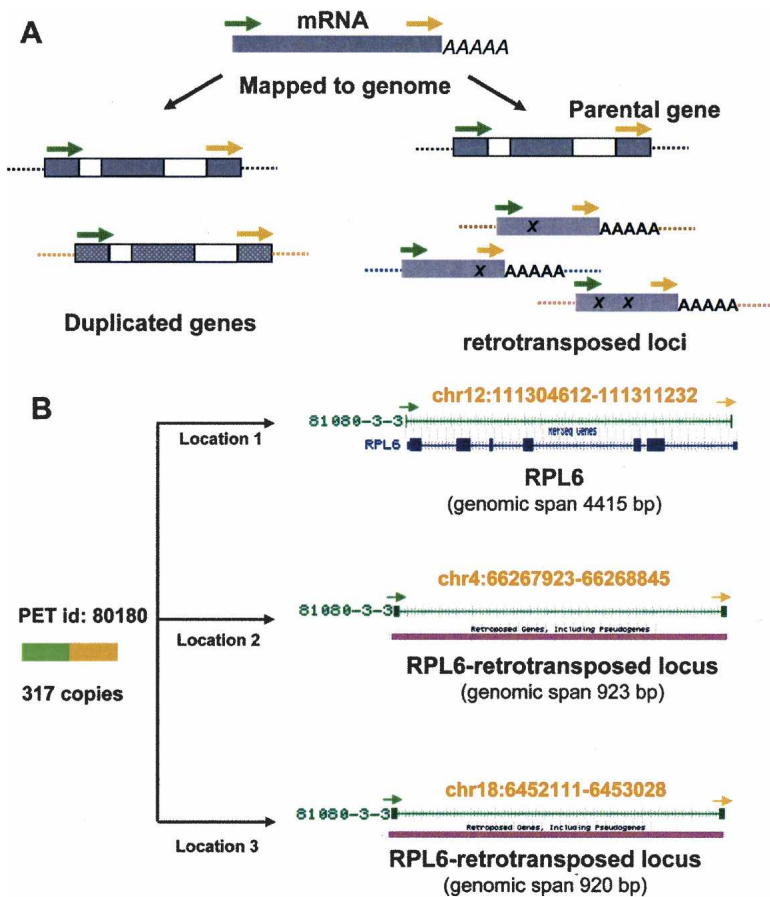 A
mRNA
AAAAA
Mapped to genome
Parental gene
X
AAAAA
X
AAAAA
X X
AAAAA
Duplicated genes
retrotransposed loci
B
chr12:111304612-111311232
81080-3-3
RefSeq Genes
Location 1
RPL6
RPL6
(genomic span 4415 bp)
chr4:66267923-66268845
PET id: 80180
81080-3-3
Location 2
Retroposed Genes, Including Pseudogenes
RPL6-retrotransposed locus
(genomic span 923 bp)
317 copies
chr18:6452111-6453028
81080-3-3
Location 3
Retroposed Genes, Including Pseudogenes
RPL6-retrotransposed locus
(genomic span 920 bp)